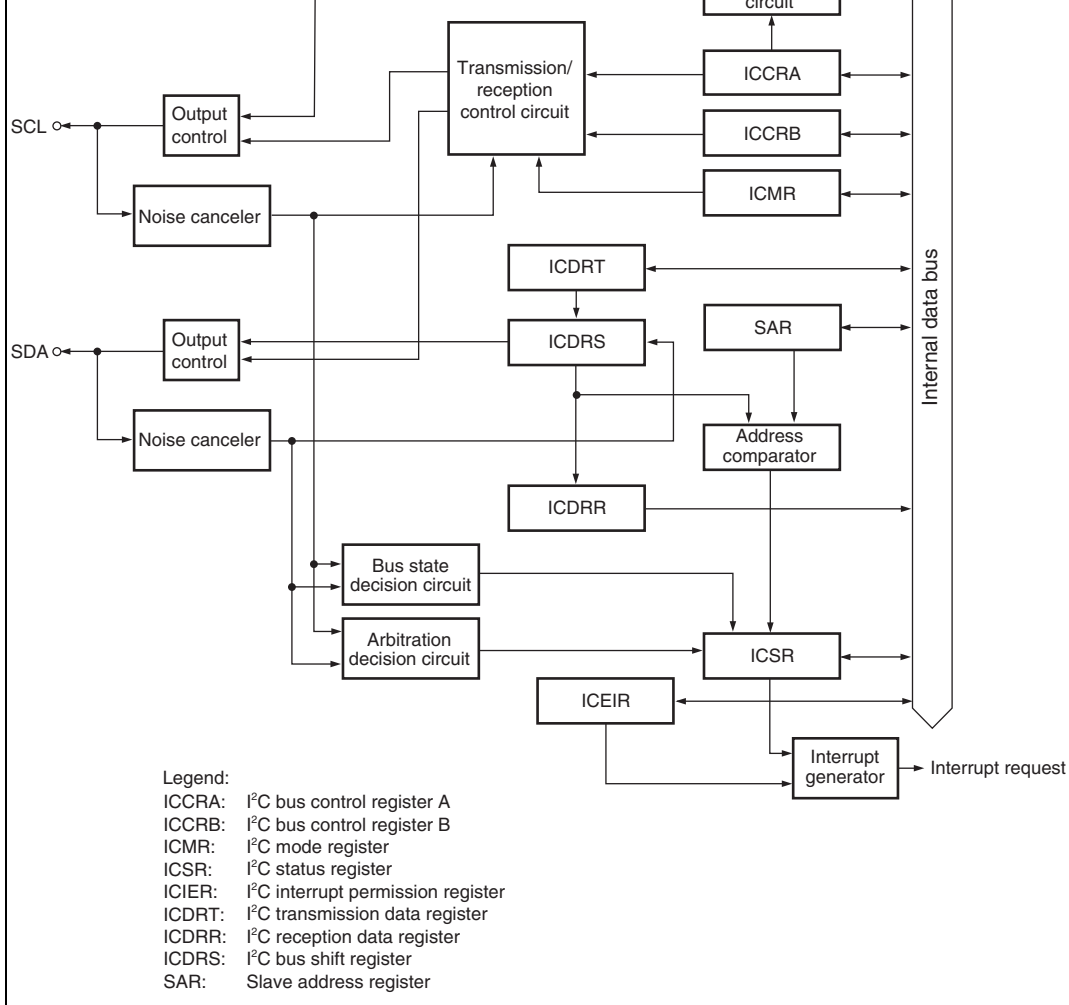 circuit
Transmission/
reception
control circuit
ICCRA
Output
control
SCL
ICCRB
ICMR
Noise canceler
ICDRT
Internal data bus
SAR
Output
control
ICDRS
SDA
Noise canceler
Address
comparator
ICDRR
Bus state
decision circuit
Arbitration
decision circuit
ICSR
ICEIR
Interrupt
generator
Interrupt request
Legend:
ICCRA: I²C bus control register A
ICCRB: I²C bus control register B
ICMR: I²C mode register
ICSR: I²C status register
ICIER: I²C interrupt permission register
ICDRT: I²C transmission data register
ICDRR: I²C reception data register
ICDRS: I²C bus shift register
SAR: Slave address register